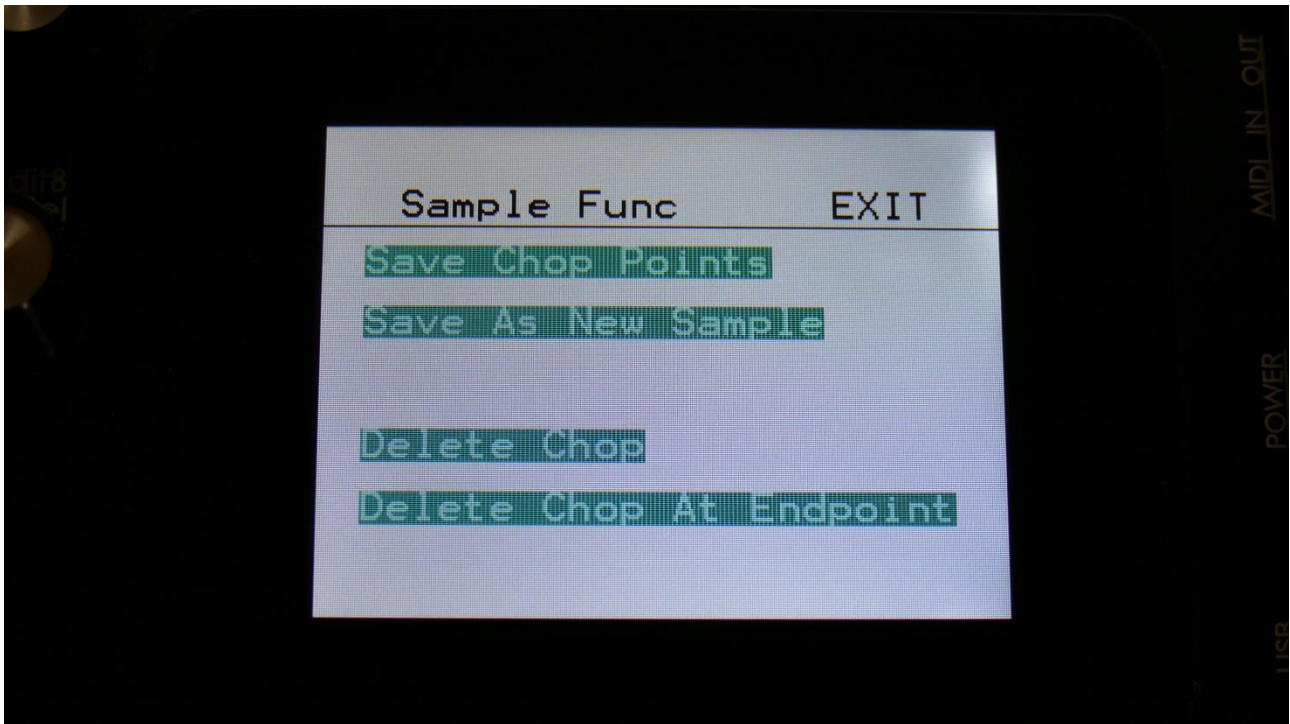 Sample Func EXIT
Save Chop Points
Save As New Sample
Delete Chop
Delete Chop At Endpoint
MIDI IN OUT
POWER
USB